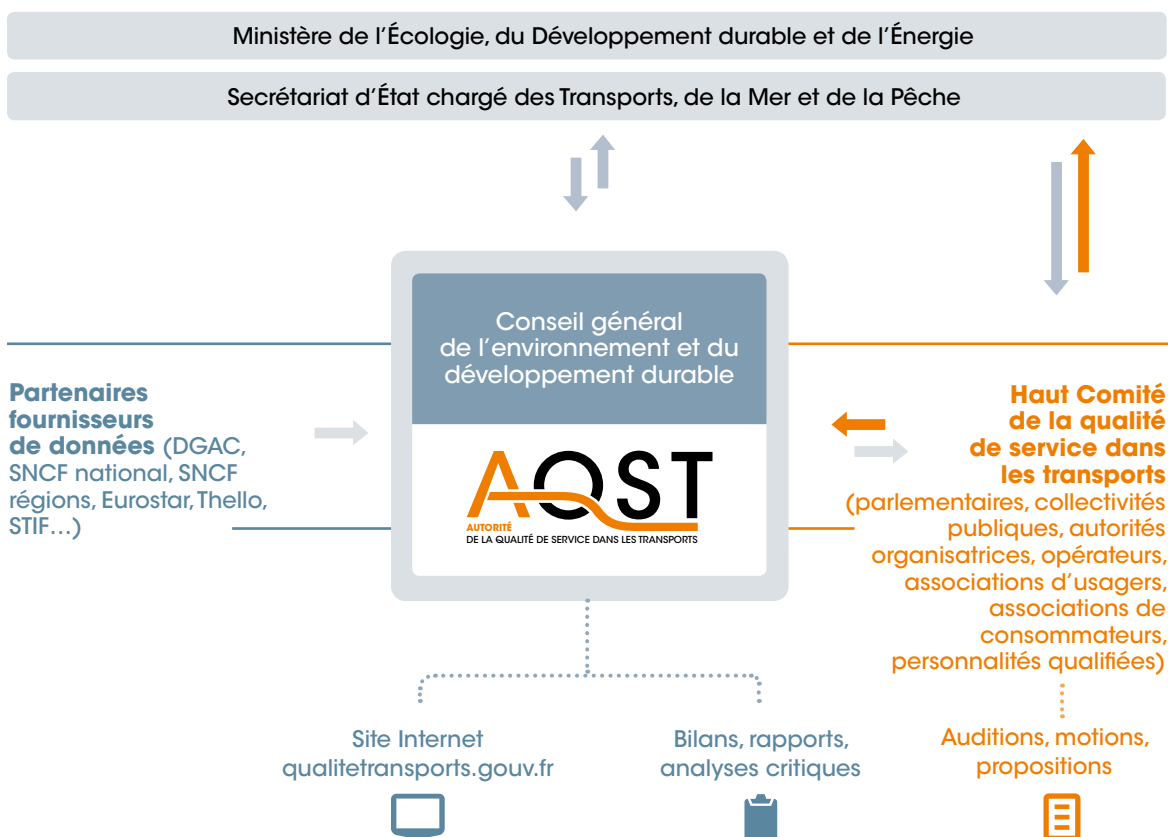 Ministère de l'Écologie, du Développement durable et de l'Énergie
Secrétariat d'État chargé des Transports, de la Mer et de la Pêche
Conseil général
de l'environnement et du
développement durable
AQST
AUTORITÉ
DE LA QUALITÉ DE SERVICE DANS LES TRANSPORTS
Partenaires
fournisseurs
de données (DGAC,
SNCF national, SNCF
régions, Eurostar, Thello,
STIF…)
Haut Comité
de la qualité
de service dans
les transports
(parlementaires, collectivités
publiques, autorités
organisatrices, opérateurs,
associations d'usagers,
associations de
consommateurs,
personnalités qualifiées)
Site Internet
qualitetransports.gouv.fr
Bilans, rapports,
analyses critiques
Auditions, motions,
propositions